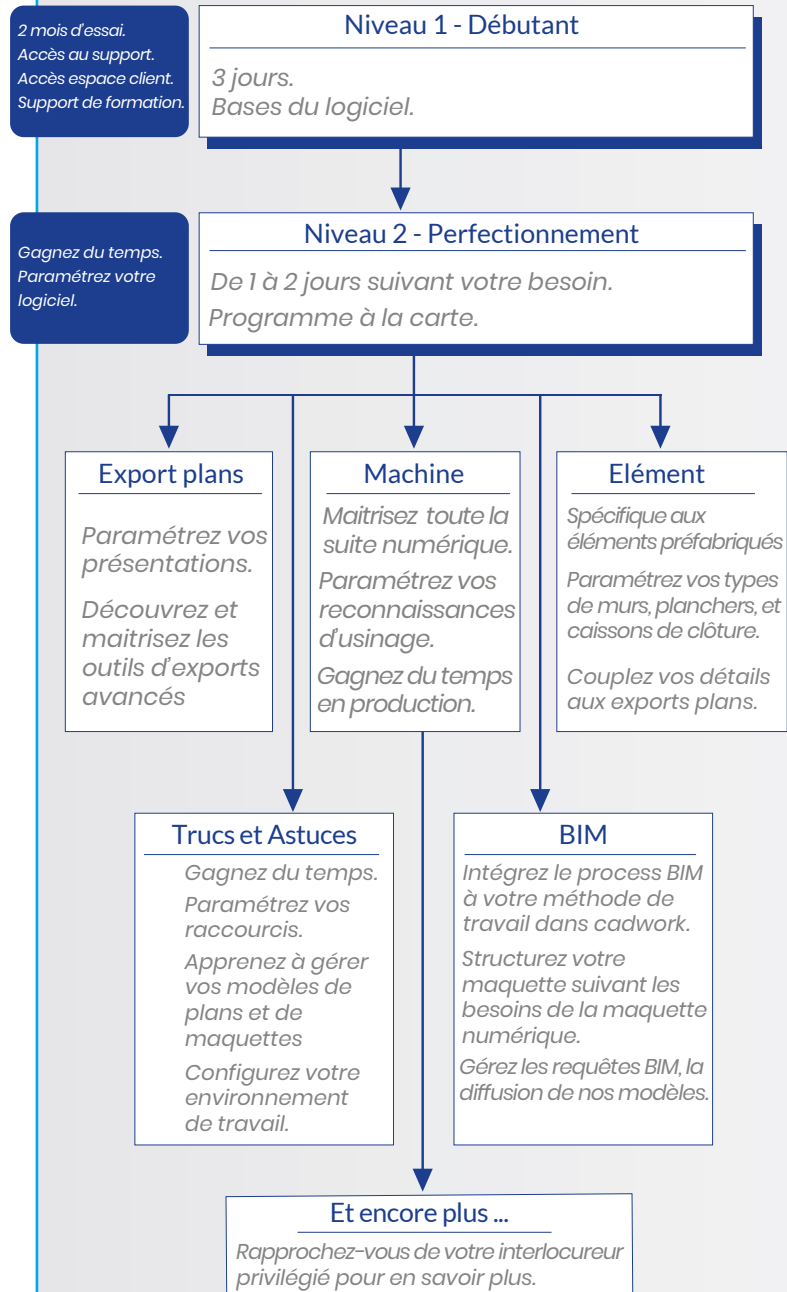 2 mois d'essai.
Accès au support.
Accès espace client.
Support de formation.
Niveau 1 - Débutant
3 jours.
Bases du logiciel.
Gagnez du temps.
Paramétrez votre
logiciel.
Niveau 2 - Perfectionnement
De 1 à 2 jours suivant votre besoin.
Programme à la carte.
Export plans
Paramétrez vos
présentations.
Découvrez et
maitrisez les
outils d'exports
avancés
Machine
Maitrisez toute la
suite numérique.
Paramétrez vos
reconnaissances
d'usinage.
Gagnez du temps
en production.
Elément
Spécifique aux
éléments préfabriqués
Paramétrez vos types
de murs, planchers, et
caissons de clôture.
Couplez vos détails
aux exports plans.
Trucs et Astuces
Gagnez du temps.
Paramétrez vos
raccourcis.
Apprenez à gérer
vos modèles de
plans et de
maquettes
Configurez votre
environnement
de travail.
BIM
Intégrez le process BIM
à votre méthode de
travail dans cadwork.
Structurez votre
maquette suivant les
besoins de la maquette
numérique.
Gérez les requêtes BIM, la
diffusion de nos modèles.
Et encore plus ...
Rapprochez-vous de votre interlocureur
privilégié pour en savoir plus.